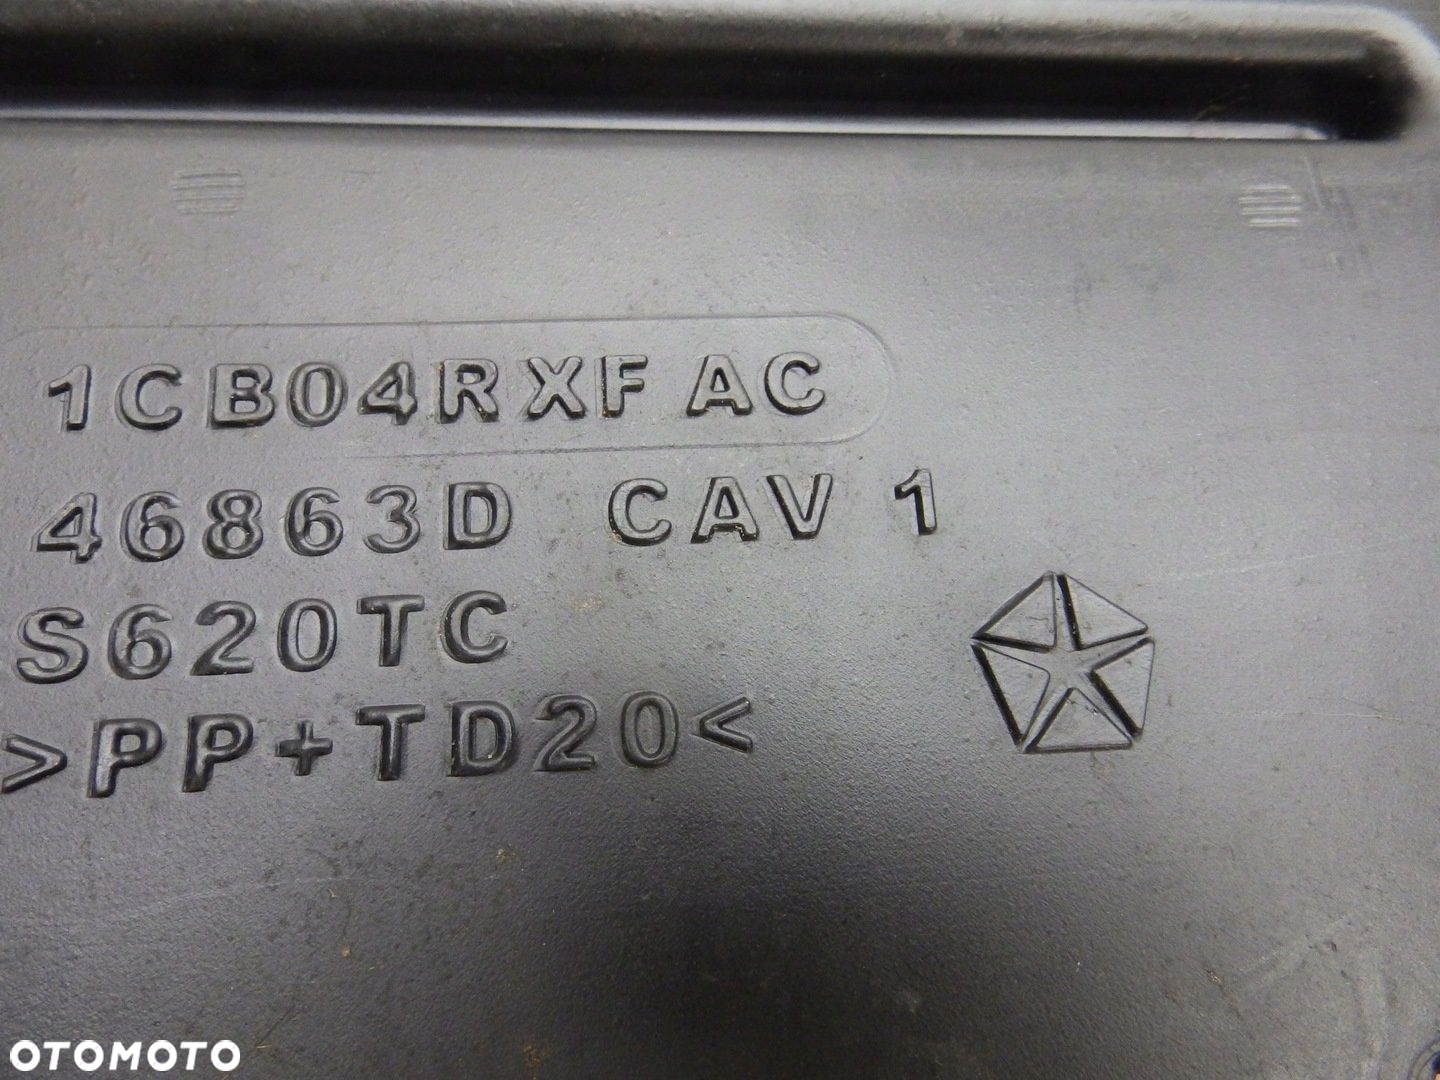 1CB04RXF AC
46863D CAV 1
S620TC
>PP+TD20<
OTOMOTO